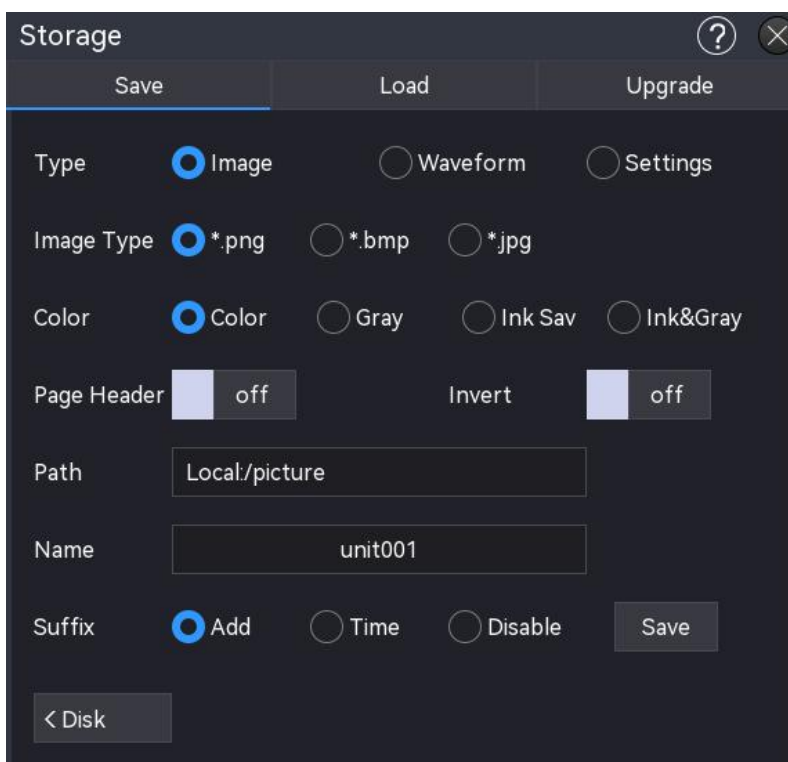 Storage ?
Save Load Upgrade
Type Image Waveform Settings
Image Type *.png *.bmp *.jpg
Color Color Gray Ink Sav Ink&Gray
Page Header off Invert off
Path Local:/picture
Name unit001
Suffix Add Time Disable Save
< Disk